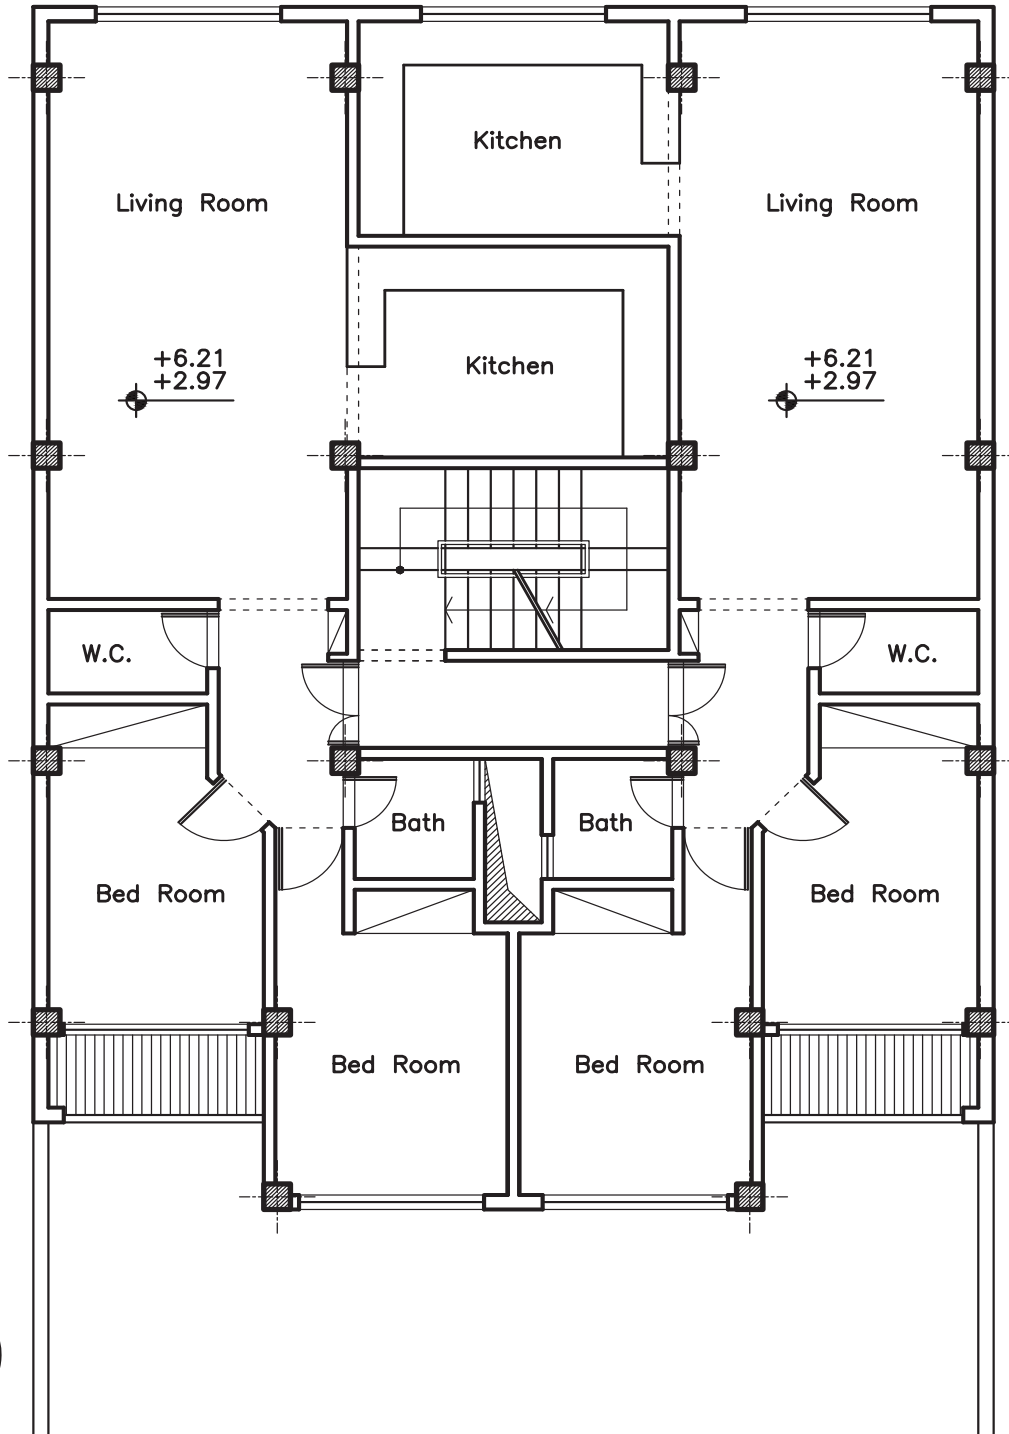 Kitchen
Living Room
Living Room
+6.21
+2.97
Kitchen
+6.21
+2.97
W.C.
W.C.
Bath
Bath
Bed Room
Bed Room
Bed Room
Bed Room